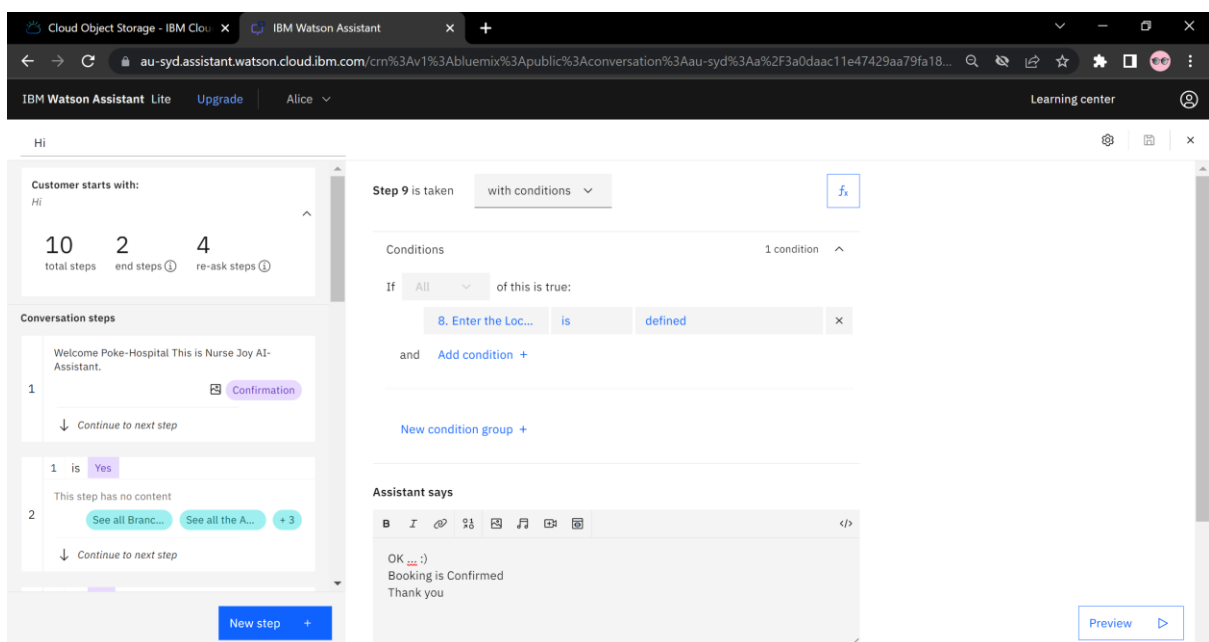 Cloud Object Storage - IBM Clou
IBM Watson Assistant
au-syd.assistant.watson.cloud.ibm.com/crn%3Av1%3Abluemix%3Apublic%3Aconversation%3Aau-syd%3Aa%2F3a0daac11e47429aa79fa18...
IBM Watson Assistant Lite Upgrade Alice Learning center
Hi
Customer starts with:
Hi
10 2 4
total steps end steps re-ask steps
Conversation steps
1
Welcome Poke-Hospital This is Nurse Joy AI-
Assistant.
Confirmation
Continue to next step
2
1 is Yes
This step has no content
See all Branc... See all the A... + 3
Continue to next step
New step +
Step 9 is taken with conditions fx
Conditions 1 condition
If All of this is true:
8. Enter the Loc... is defined
and Add condition +
New condition group +
Assistant says
B I </>
OK ... :)
Booking is Confirmed
Thank you
Preview